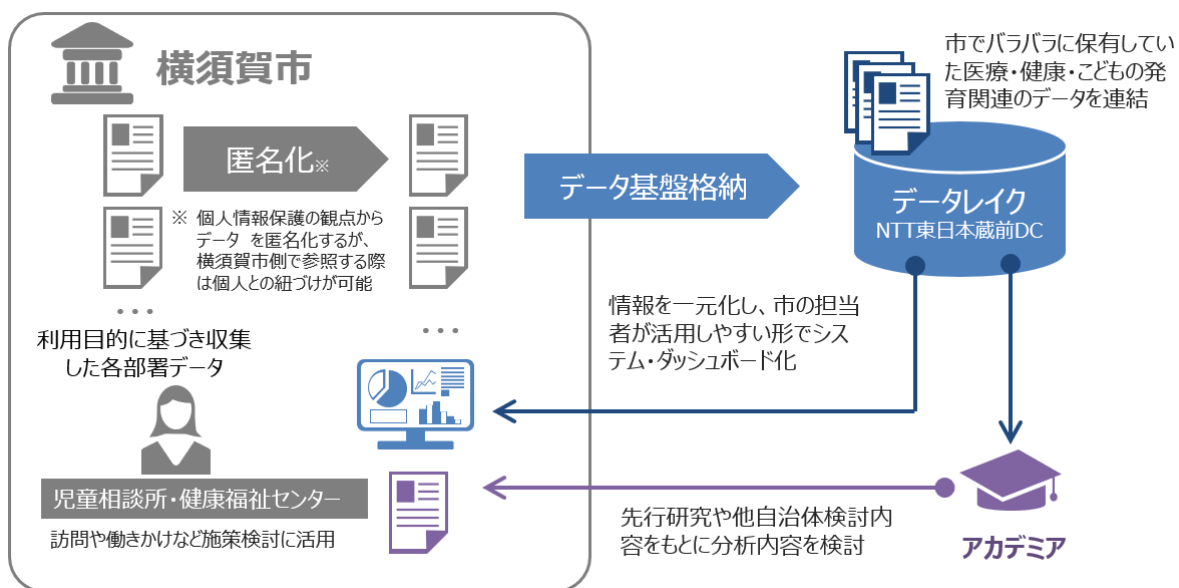 横須賀市
匿名化※
※ 個人情報保護の観点から
データ を匿名化するが、
横須賀市側で参照する際
は個人との紐づけが可能
…
利用目的に基づき収集
した各部署データ
…
児童相談所・健康福祉センター
訪問や働きかけなど施策検討に活用
データ基盤格納
市でバラバラに保有してい
た医療・健康・こどもの発
育関連のデータを連結
データレイク
NTT東日本蔵前DC
情報を一元化し、市の担当
者が活用しやすい形でシス
テム・ダッシュボード化
先行研究や他自治体検討内
容をもとに分析内容を検討
アカデミア